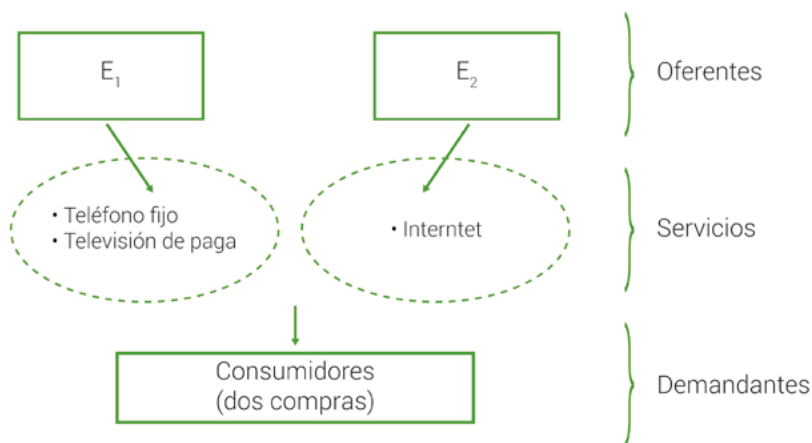 E1
E2
Oferentes
• Teléfono fijo
• Televisión de paga
• Interntet
Servicios
Consumidores
(dos compras)
Demandantes